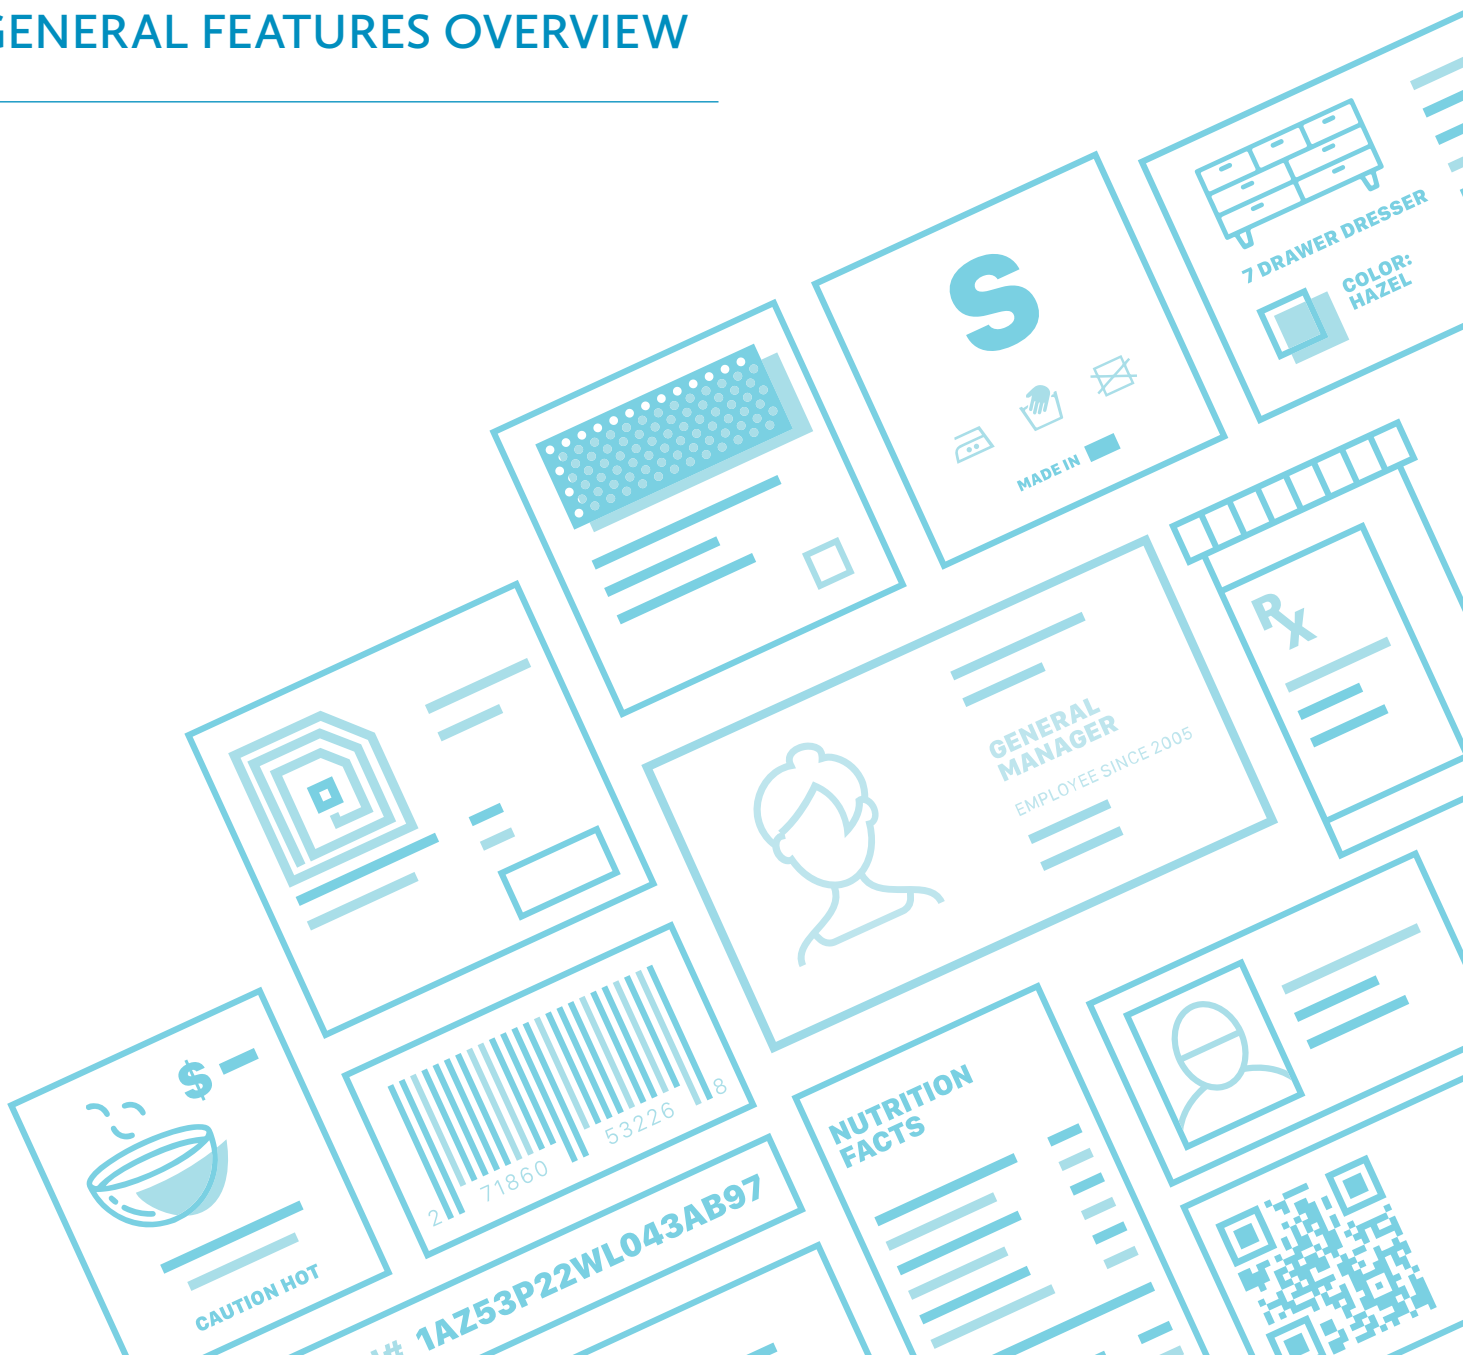 GENERAL FEATURES OVERVIEW
7 DRAWER DRESSER
COLOR:
HAZEL
S
MADE IN
Rx
GENERAL
MANAGER
EMPLOYEE SINCE 2005
$
CAUTION HOT
2 71860 53226 8
# 1AZ53P22WL043AB97
NUTRITION
FACTS